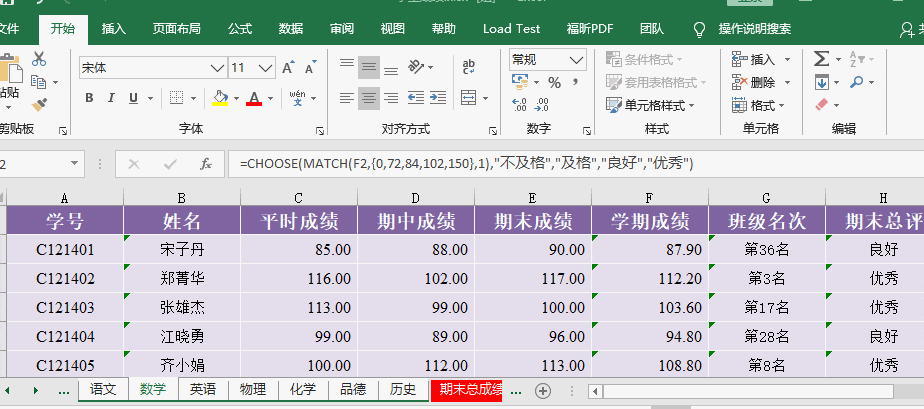 文件 开始 插入 页面布局 公式 数据 审阅 视图 帮助 Load Test 福昕PDF 团队 操作说明搜索
宋体 11 A A 常规 条件格式 插入
粘贴 B I U A wén 文 ab c % , 套用表格格式 删除
单元格样式 格式
剪贴板 字体 对齐方式 数字 样式 单元格 编辑
2 fx =CHOOSE(MATCH(F2,{0,72,84,102,150},1),"不及格","及格","良好","优秀")
A B C D E F G H
学号 姓名 平时成绩 期中成绩 期末成绩 学期成绩 班级名次 期末总评
C121401 宋子丹 85.00 88.00 90.00 87.90 第36名 良好
C121402 郑菁华 116.00 102.00 117.00 112.20 第3名 优秀
C121403 张雄杰 113.00 99.00 100.00 103.60 第17名 优秀
C121404 江晓勇 99.00 89.00 96.00 94.80 第28名 良好
C121405 齐小娟 100.00 112.00 113.00 108.80 第8名 优秀
... 语文 数学 英语 物理 化学 品德 历史 期末总成绩 ...